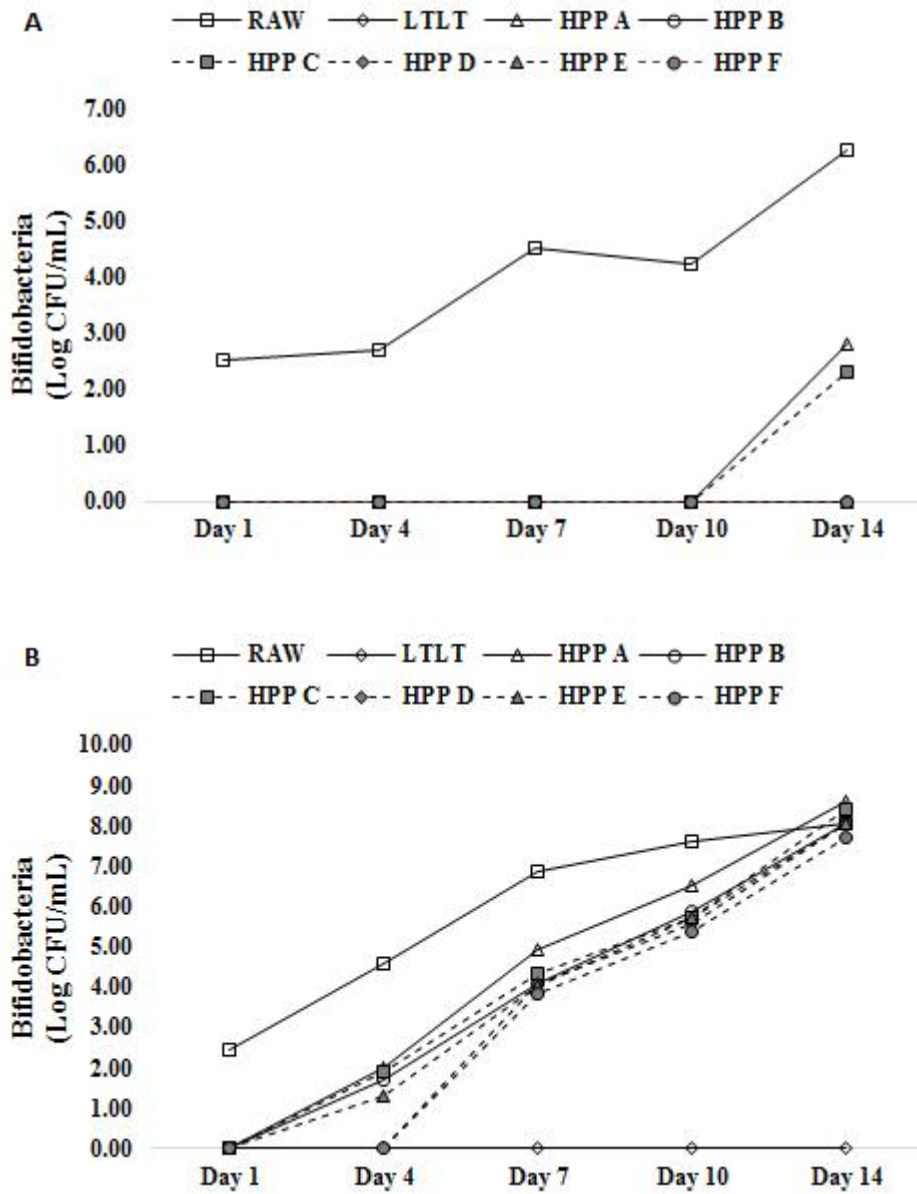 A
RAW LTLT HPP A HPP B
HPP C HPP D HPP E HPP F
7.00
6.00
5.00
4.00
3.00
2.00
1.00
0.00
Bifidobacteria
(Log CFU/mL)
Day 1 Day 4 Day 7 Day 10 Day 14
B
RAW LTLT HPP A HPP B
HPP C HPP D HPP E HPP F
10.00
9.00
8.00
7.00
6.00
5.00
4.00
3.00
2.00
1.00
0.00
Bifidobacteria
(Log CFU/mL)
Day 1 Day 4 Day 7 Day 10 Day 14